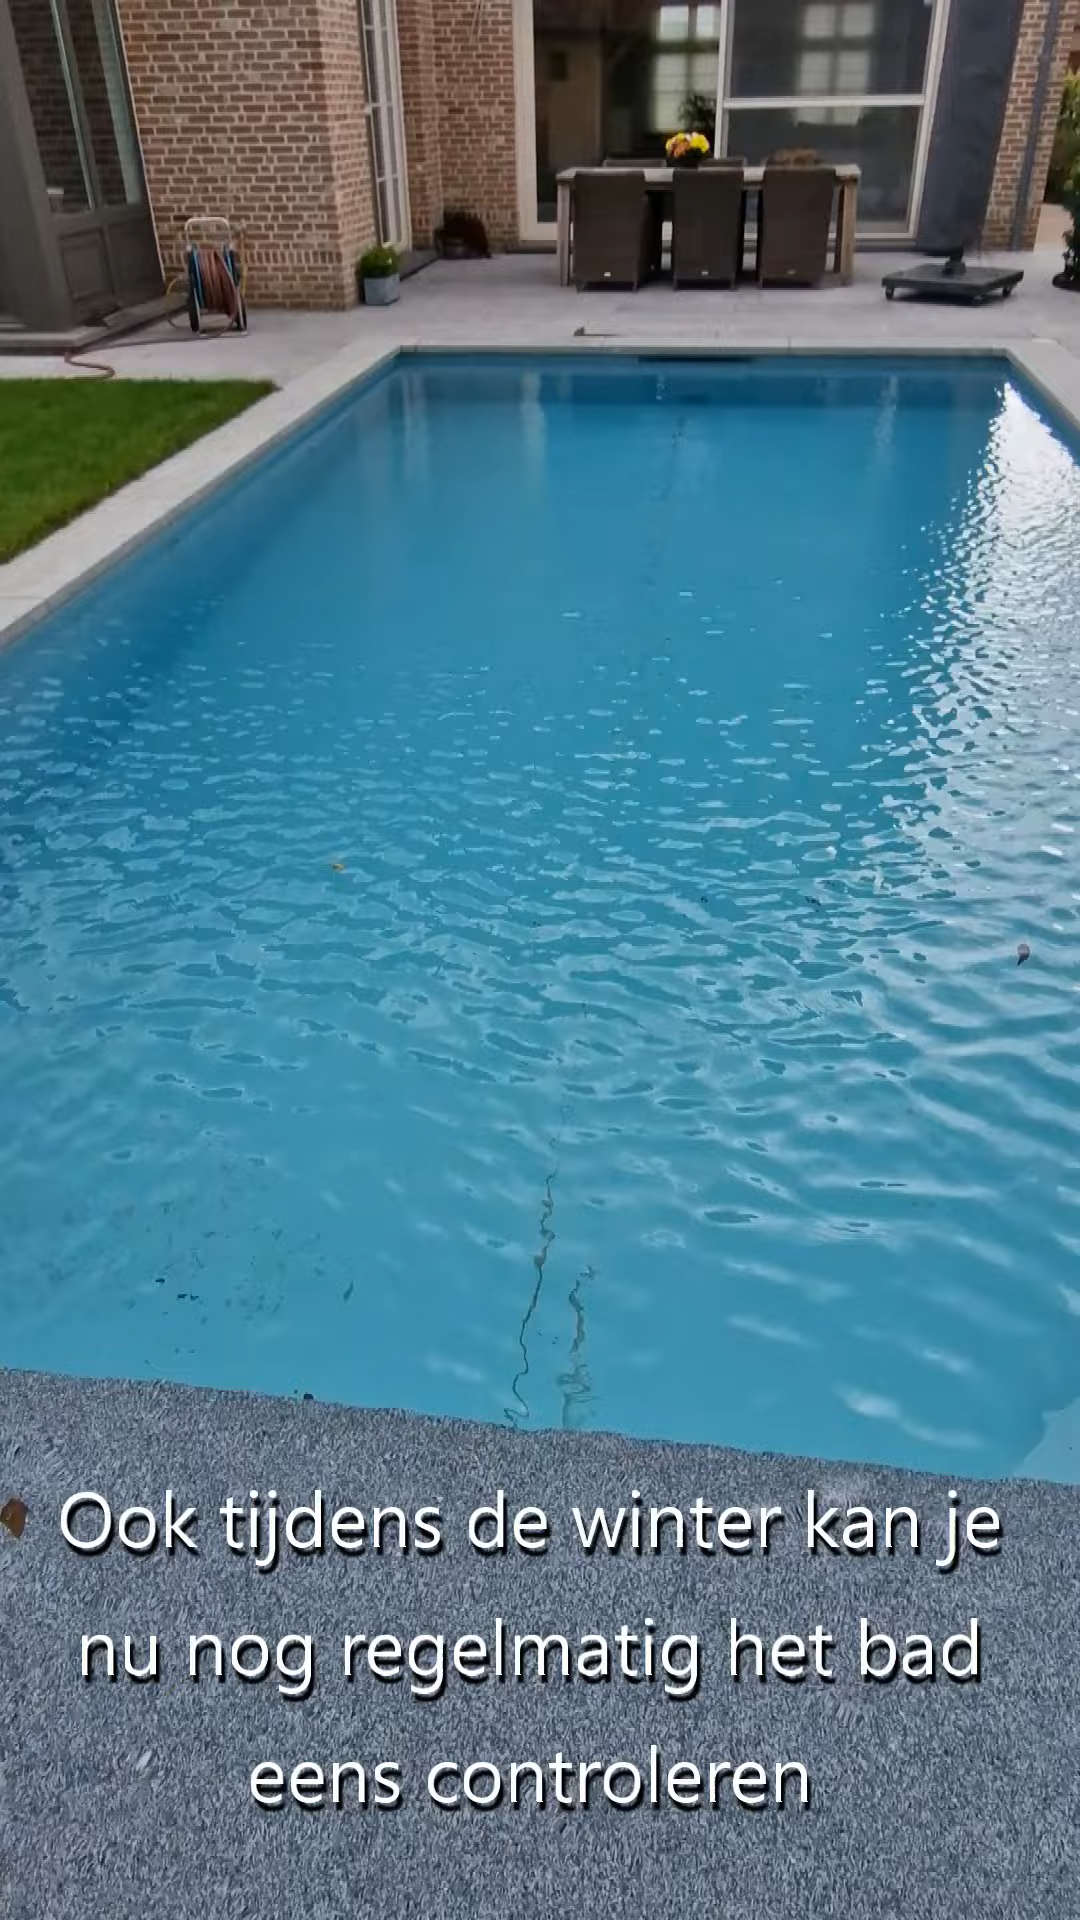 Ook tijdens de winter kan je
nu nog regelmatig het bad
eens controleren